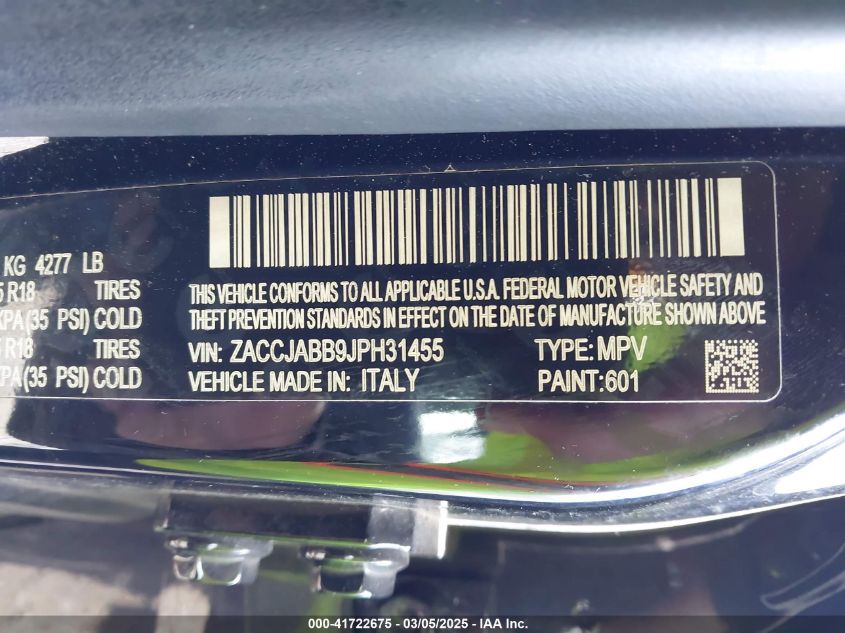 KG 4277 LB
5 R18 TIRES
KPA(35 PSI) COLD
R18 TIRES
KPA(35 PSI) COLD
THIS VEHICLE CONFORMS TO ALL APPLICABLE U.S.A. FEDERAL MOTOR VEHICLE SAFETY AND
THEFT PREVENTION STANDARDS IN EFFECT ON THE DATE OF MANUFACTURE SHOWN ABOVE
VIN: ZACCJABB9JPH31455 TYPE: MPV
VEHICLE MADE IN: ITALY PAINT:601
000-41722675 - 03/05/2025 - IAA Inc.